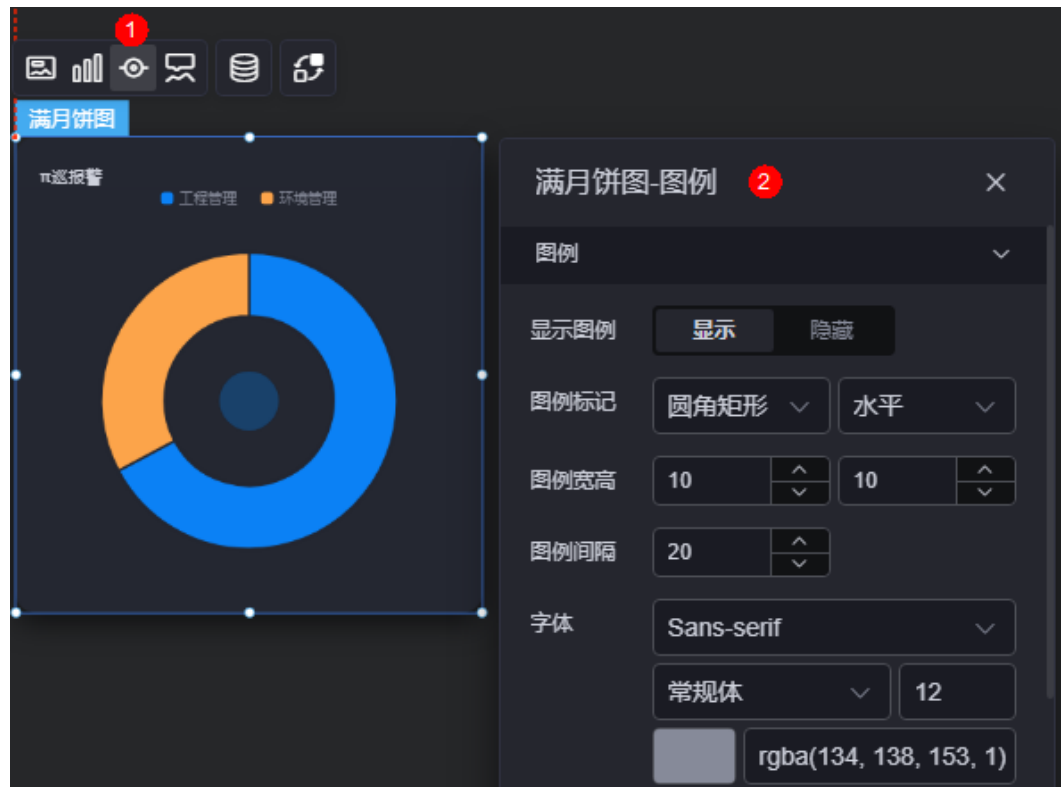 1
满月饼图
π巡报警
工程管理 环境管理
满月饼图-图例 2
图例
显示图例 显示 隐藏
图例标记 圆角矩形 水平
图例宽高 10 10
图例间隔 20
字体 Sans-serif
常规体 12
rgba(134, 138, 153, 1)